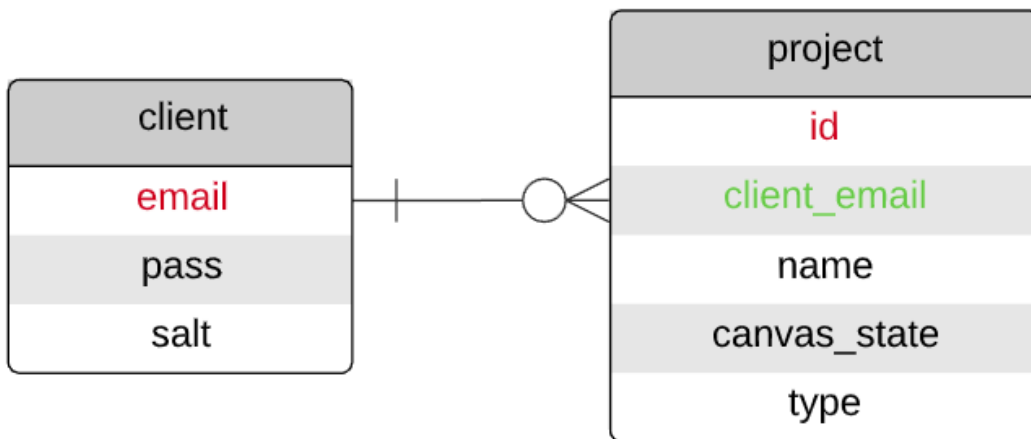 client
email
pass
salt
project
id
client_email
name
canvas_state
type